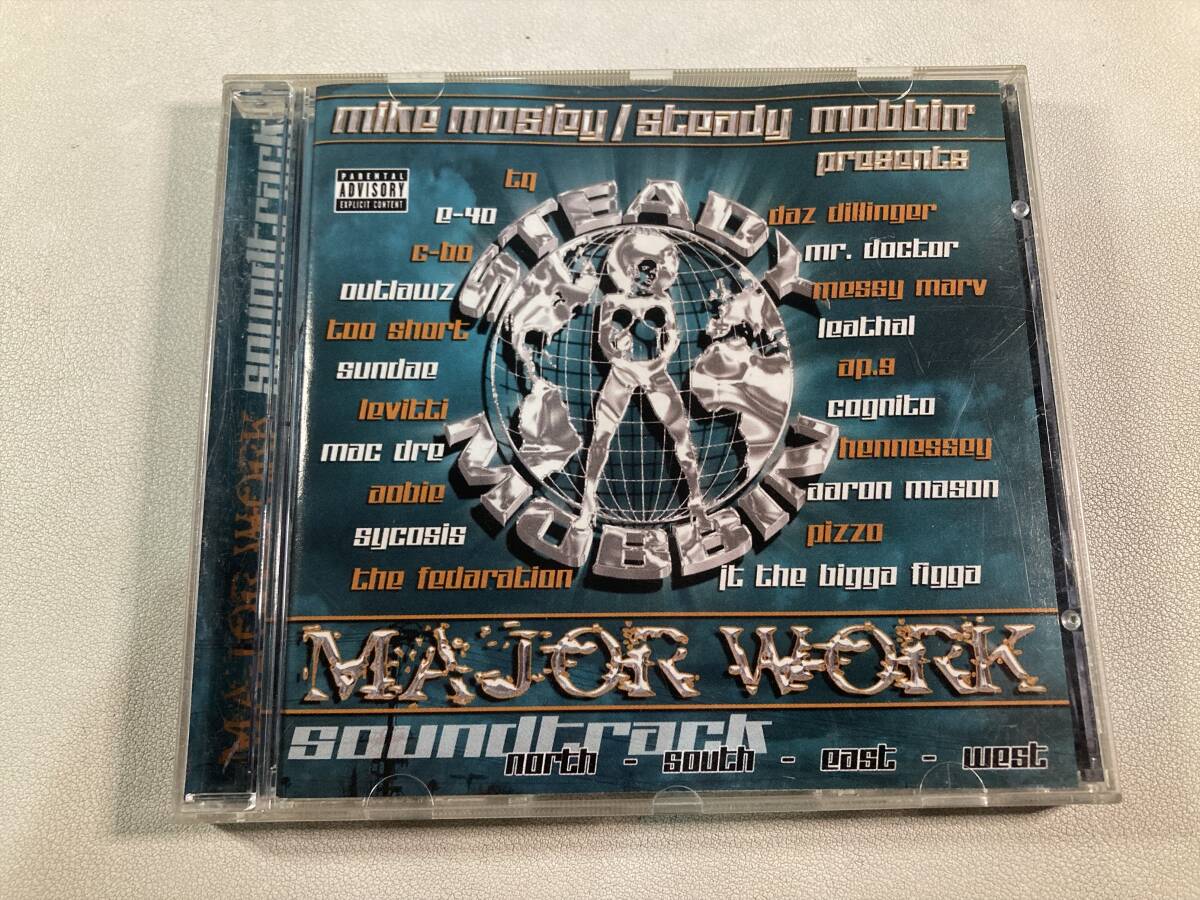 mike mosley / steady mobbin'
presents
PARENTAL
ADVISORY
EXPLICIT CONTENT
tq
e-40
c-bo
outlawz
too short
sundae
levitti
mac dre
aobie
sycosis
the fedaration
STEADY
MOBBIN
daz dillinger
mr. doctor
messy marv
leathal
ap.9
cognito
hennessey
aaron mason
pizzo
jt the bigga figga
MAJOR WORK
soundtrack
north - south - east - west
MAJOR WORK soundtrack